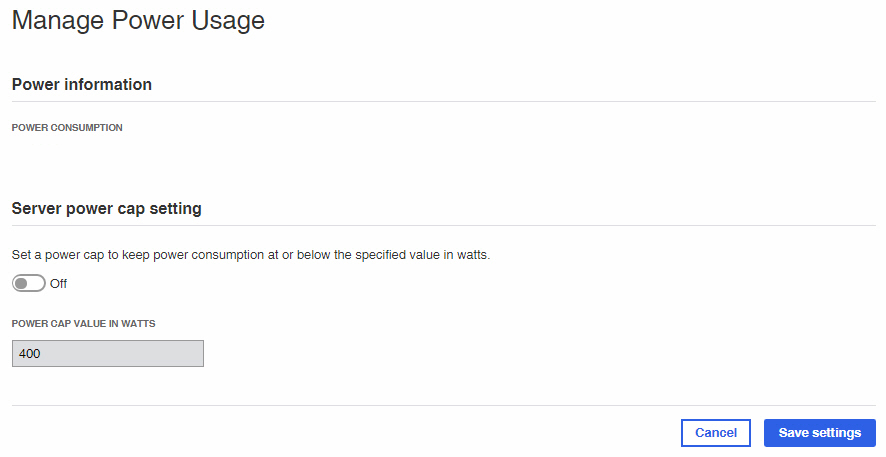 Manage Power Usage
Power information
POWER CONSUMPTION
Server power cap setting
Set a power cap to keep power consumption at or below the specified value in watts.
Off
POWER CAP VALUE IN WATTS
400
Cancel Save settings